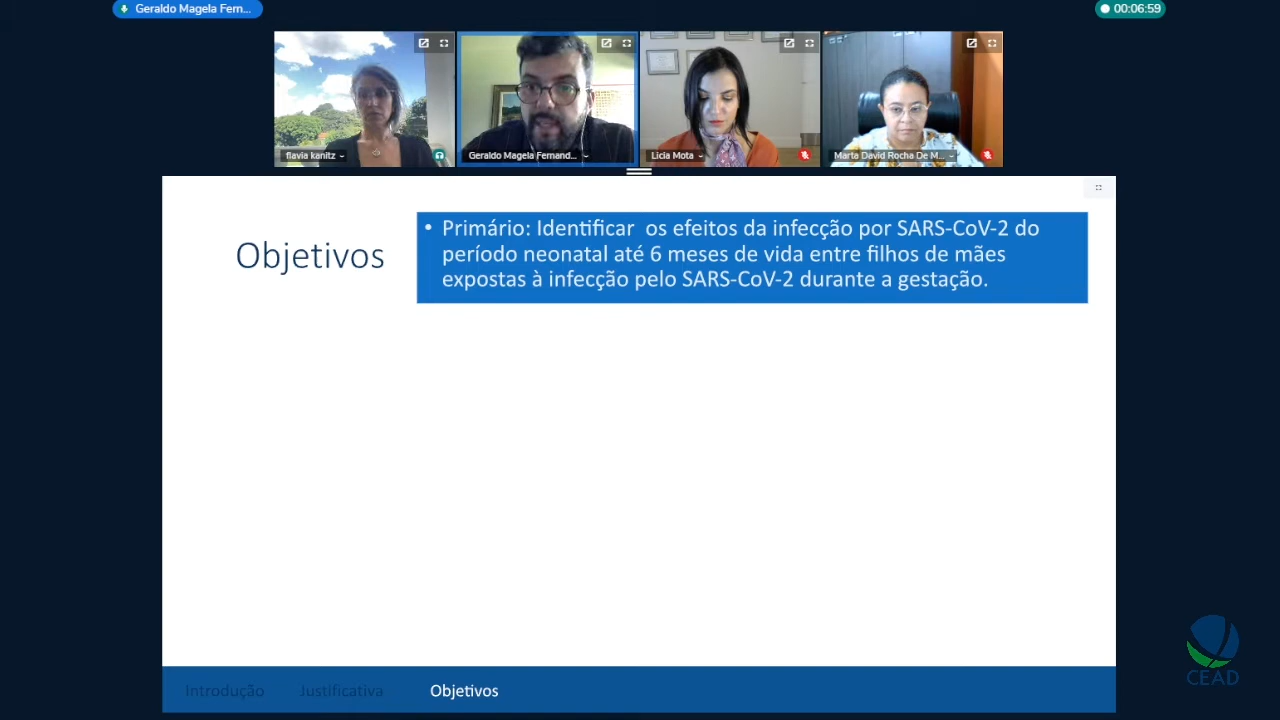 Geraldo Magela Fern...
00:06:59
flavia kanitz
Geraldo Magela Fernand...
Licia Mota
Marta David Rocha De M...
Objetivos
• Primário: Identificar os efeitos da infecção por SARS-CoV-2 do
período neonatal até 6 meses de vida entre filhos de mães
expostas à infecção pelo SARS-CoV-2 durante a gestação.
Introdução
Justificativa
Objetivos
CEAD